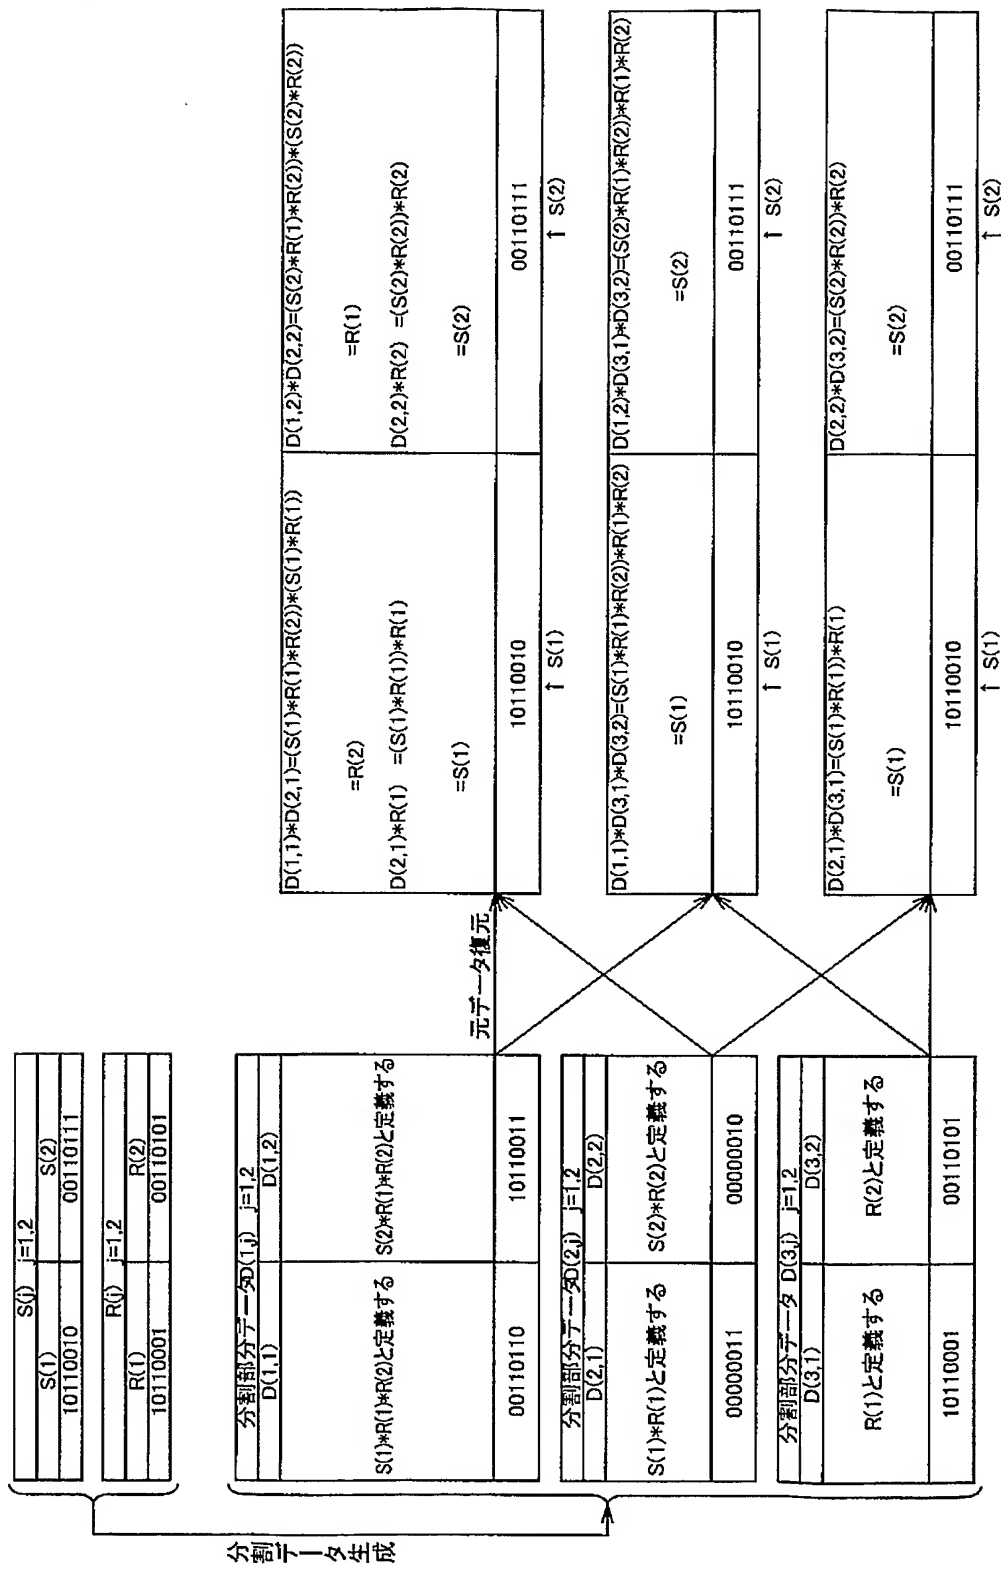 S(j) j=1,2
S(1) S(2)
10110010 00110111
R(j) j=1,2
R(1) R(2)
10110001 00110101
分割データ生成
分割部分データD(1,j) j=1,2
D(1,1) D(1,2)
S(1)*R(1)*R(2)と定義する S(2)*R(1)*R(2)と定義する
00110110 10110011
分割部分データD(2,j) j=1,2
D(2,1) D(2,2)
S(1)*R(1)と定義する S(2)*R(2)と定義する
00000011 00000010
分割部分データ D(3,j) j=1,2
D(3,1) D(3,2)
R(1)と定義する R(2)と定義する
10110001 00110101
元データ復元
D(1,1)*D(2,1)=(S(1)*R(1)*R(2))*(S(1)*R(1)) D(1,2)*D(2,2)=(S(2)*R(1)*R(2))*(S(2)*R(2))
=R(2) =R(1)
D(2,1)*R(1) =(S(1)*R(1))*R(1) D(2,2)*R(2) =(S(2)*R(2))*R(2)
=S(1) =S(2)
10110010 00110111
↑ S(1) ↑ S(2)
D(1,1)*D(3,1)*D(3,2)=(S(1)*R(1)*R(2))*R(1)*R(2) D(1,2)*D(3,1)*D(3,2)=(S(2)*R(1)*R(2))*R(1)*R(2)
=S(1) =S(2)
10110010 00110111
↑ S(1) ↑ S(2)
D(2,1)*D(3,1)=(S(1)*R(1))*R(1) D(2,2)*D(3,2)=(S(2)*R(2))*R(2)
=S(1) =S(2)
10110010 00110111
↑ S(1) ↑ S(2)